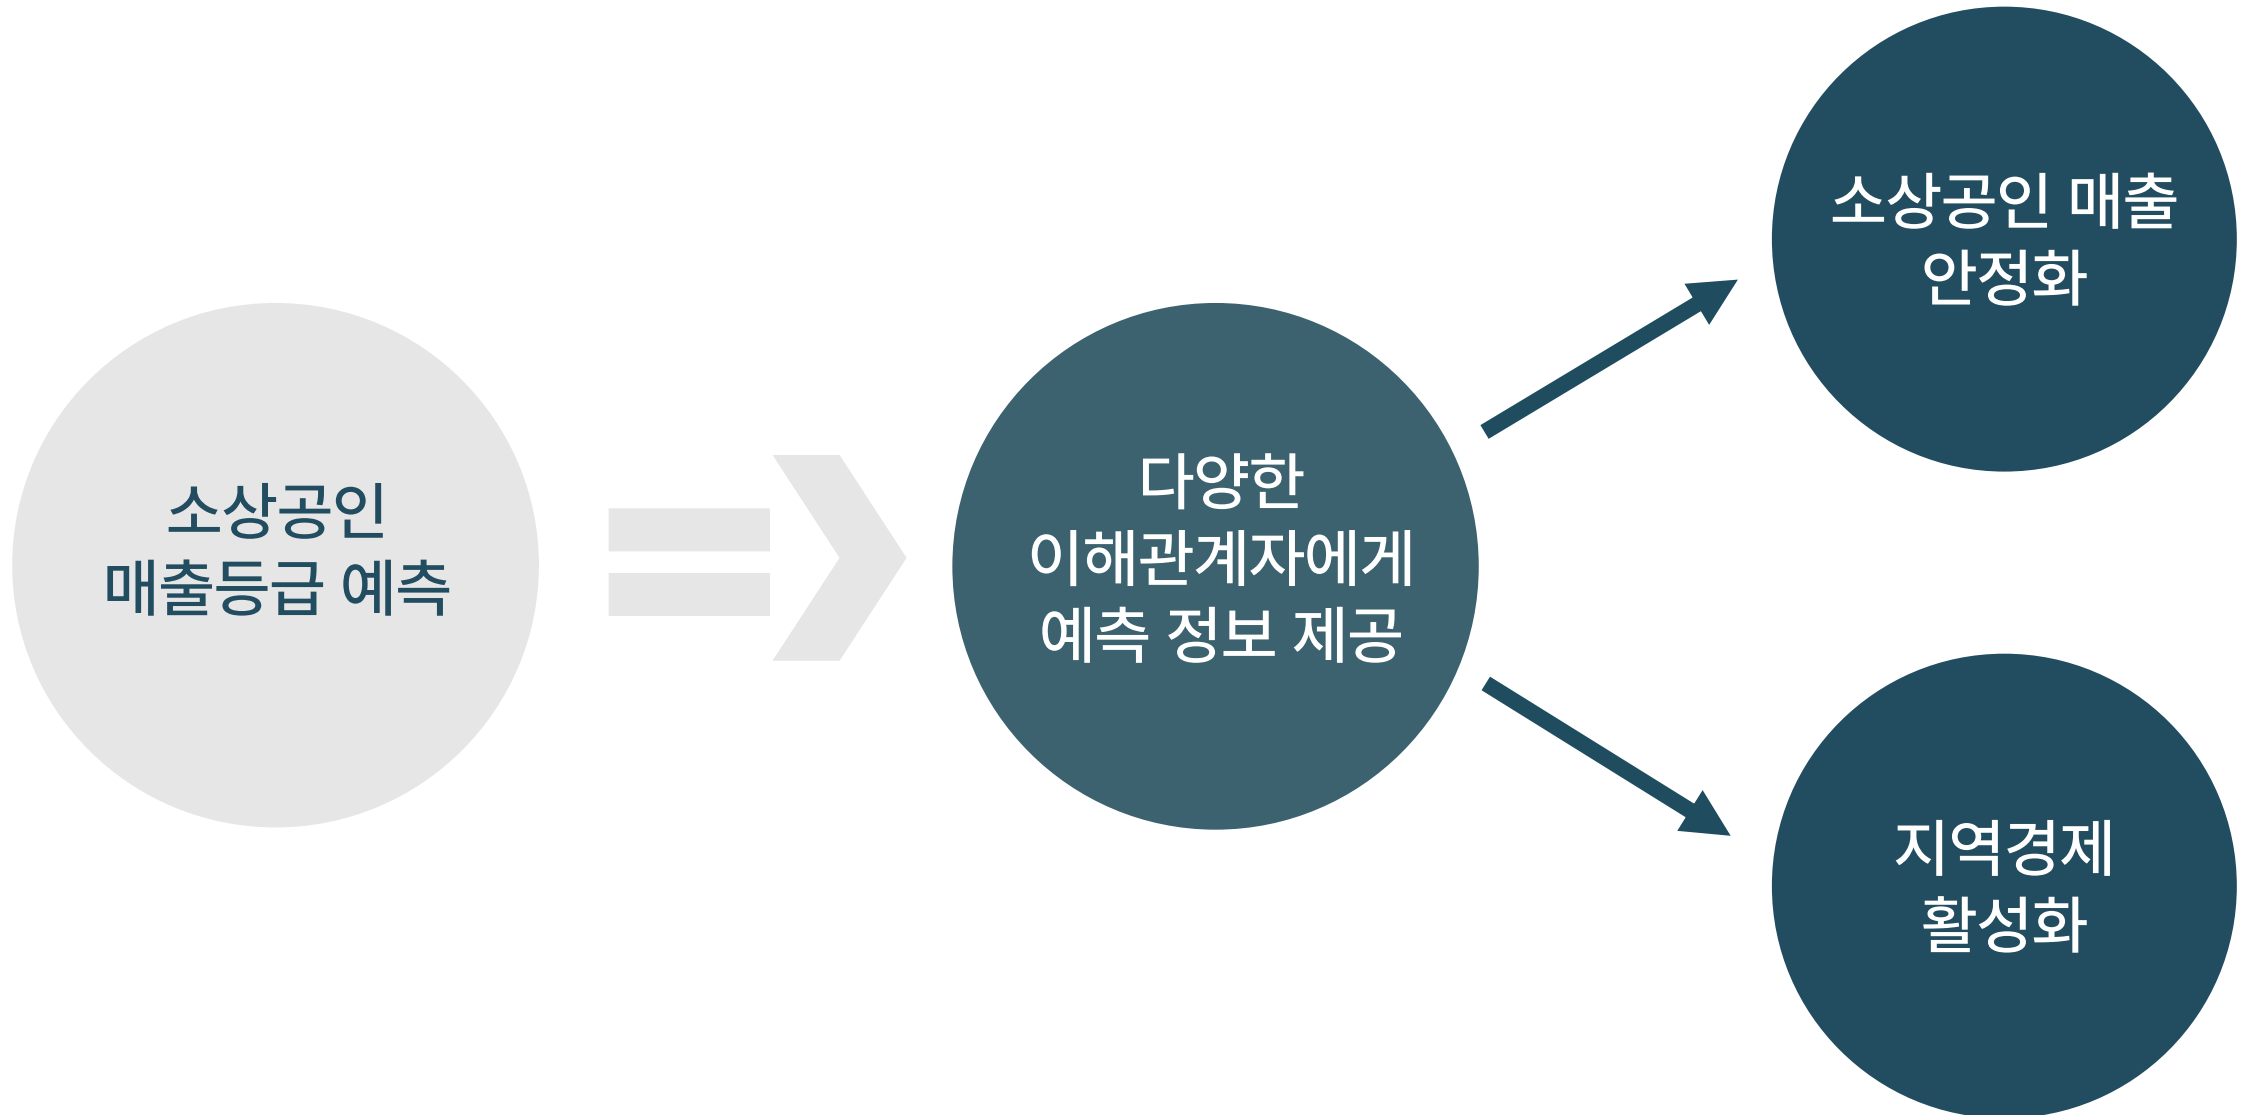 소상공인
매출등급 예측
다양한
이해관계자에게
예측 정보 제공
소상공인 매출
안정화
지역경제
활성화